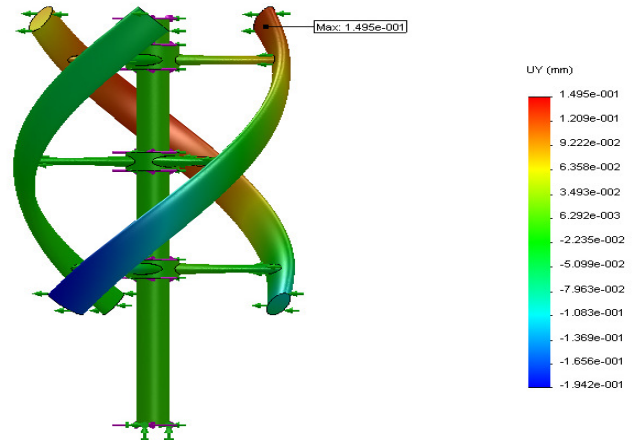 Max: 1.495e-001
UY (mm)
1.495e-001
1.209e-001
9.222e-002
6.358e-002
3.493e-002
6.292e-003
-2.235e-002
-5.099e-002
-7.963e-002
-1.083e-001
-1.369e-001
-1.656e-001
-1.942e-001